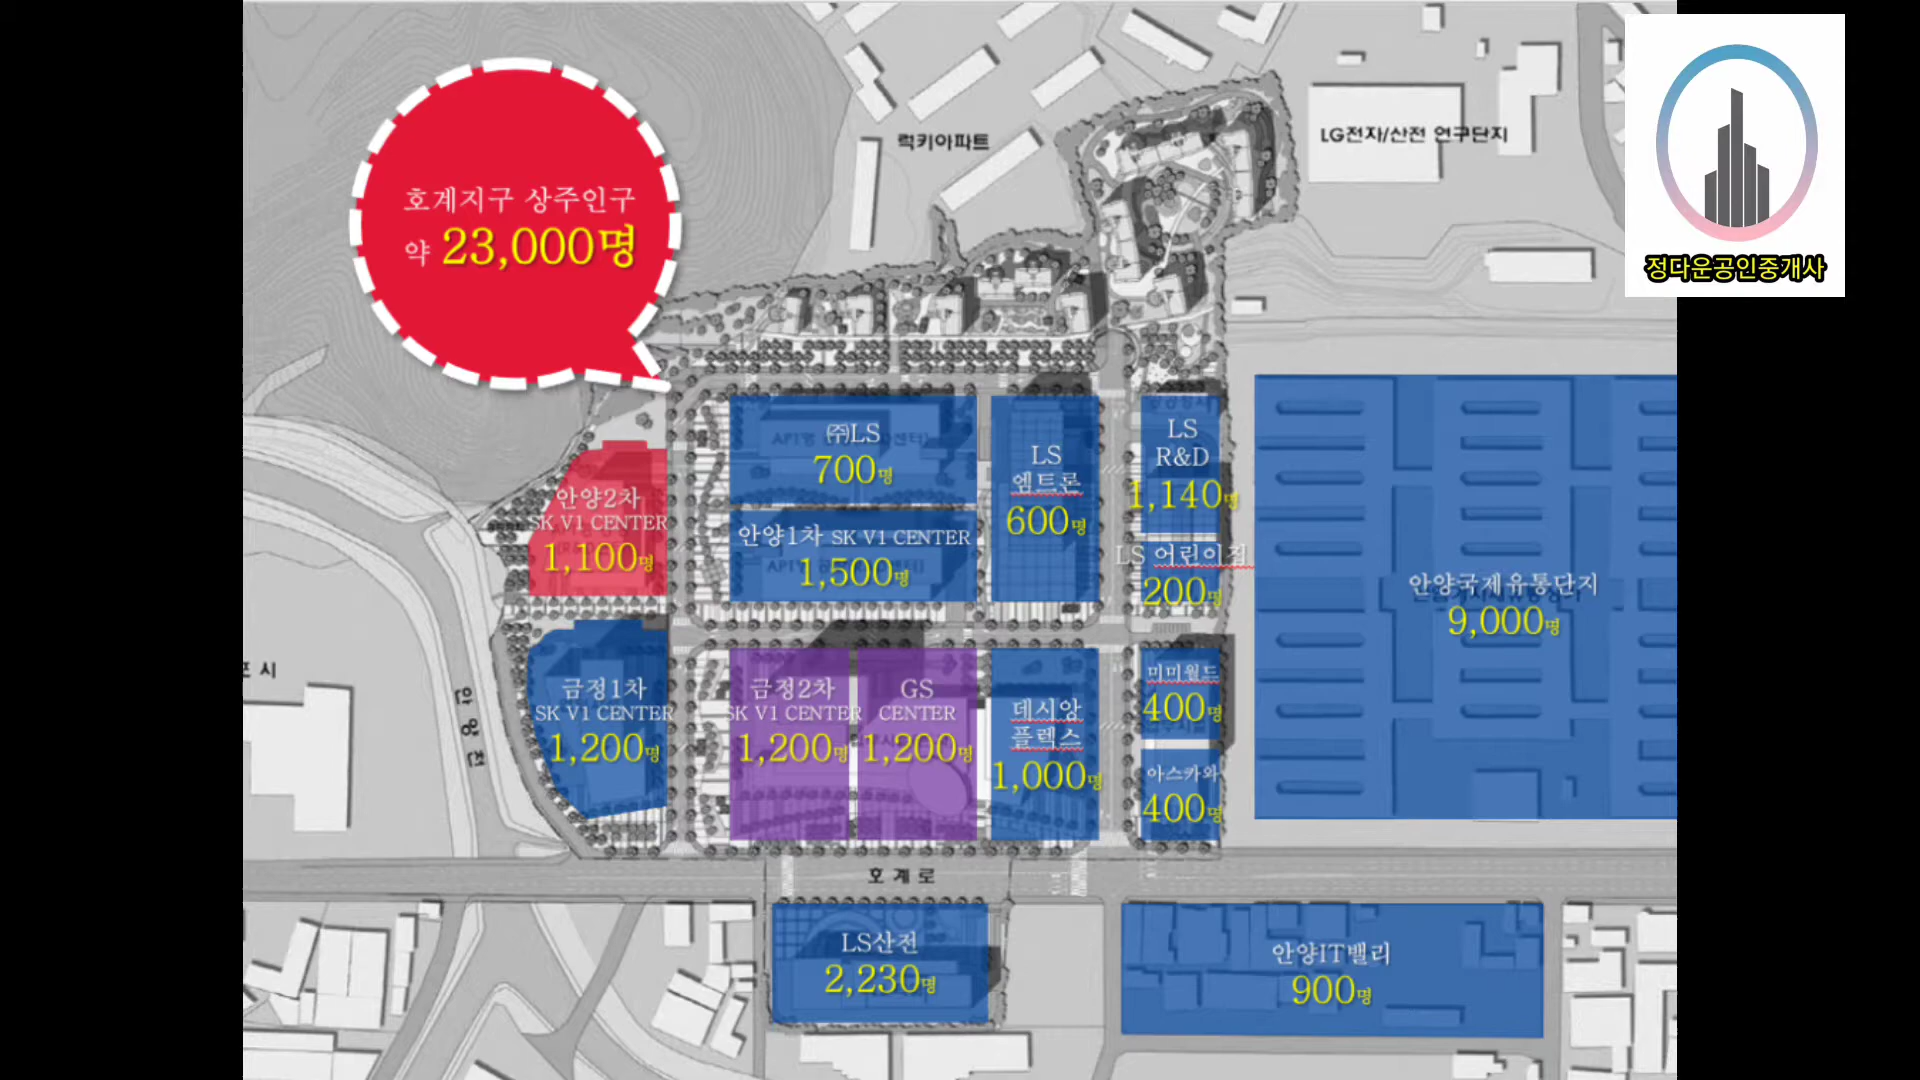 호계지구 상주인구
약 23,000명
럭키아파트
LG전자/산전 연구단지
정다운공인중개사
㈜LS
700명
LS
엠트론
600명
LS
R&D
1,140명
안양2차
SK V1 CENTER
1,100명
안양1차 SK V1 CENTER
1,500명
LS 어린이집
200명
안양국제유통단지
9,000명
포 시
안양천
금정1차
SK V1 CENTER
1,200명
금정2차
SK V1 CENTER
1,200명
GS
CENTER
1,200명
데시앙
플렉스
1,000명
미미월드
400명
아스카와
400명
호 계 로
LS산전
2,230명
안양IT밸리
900명